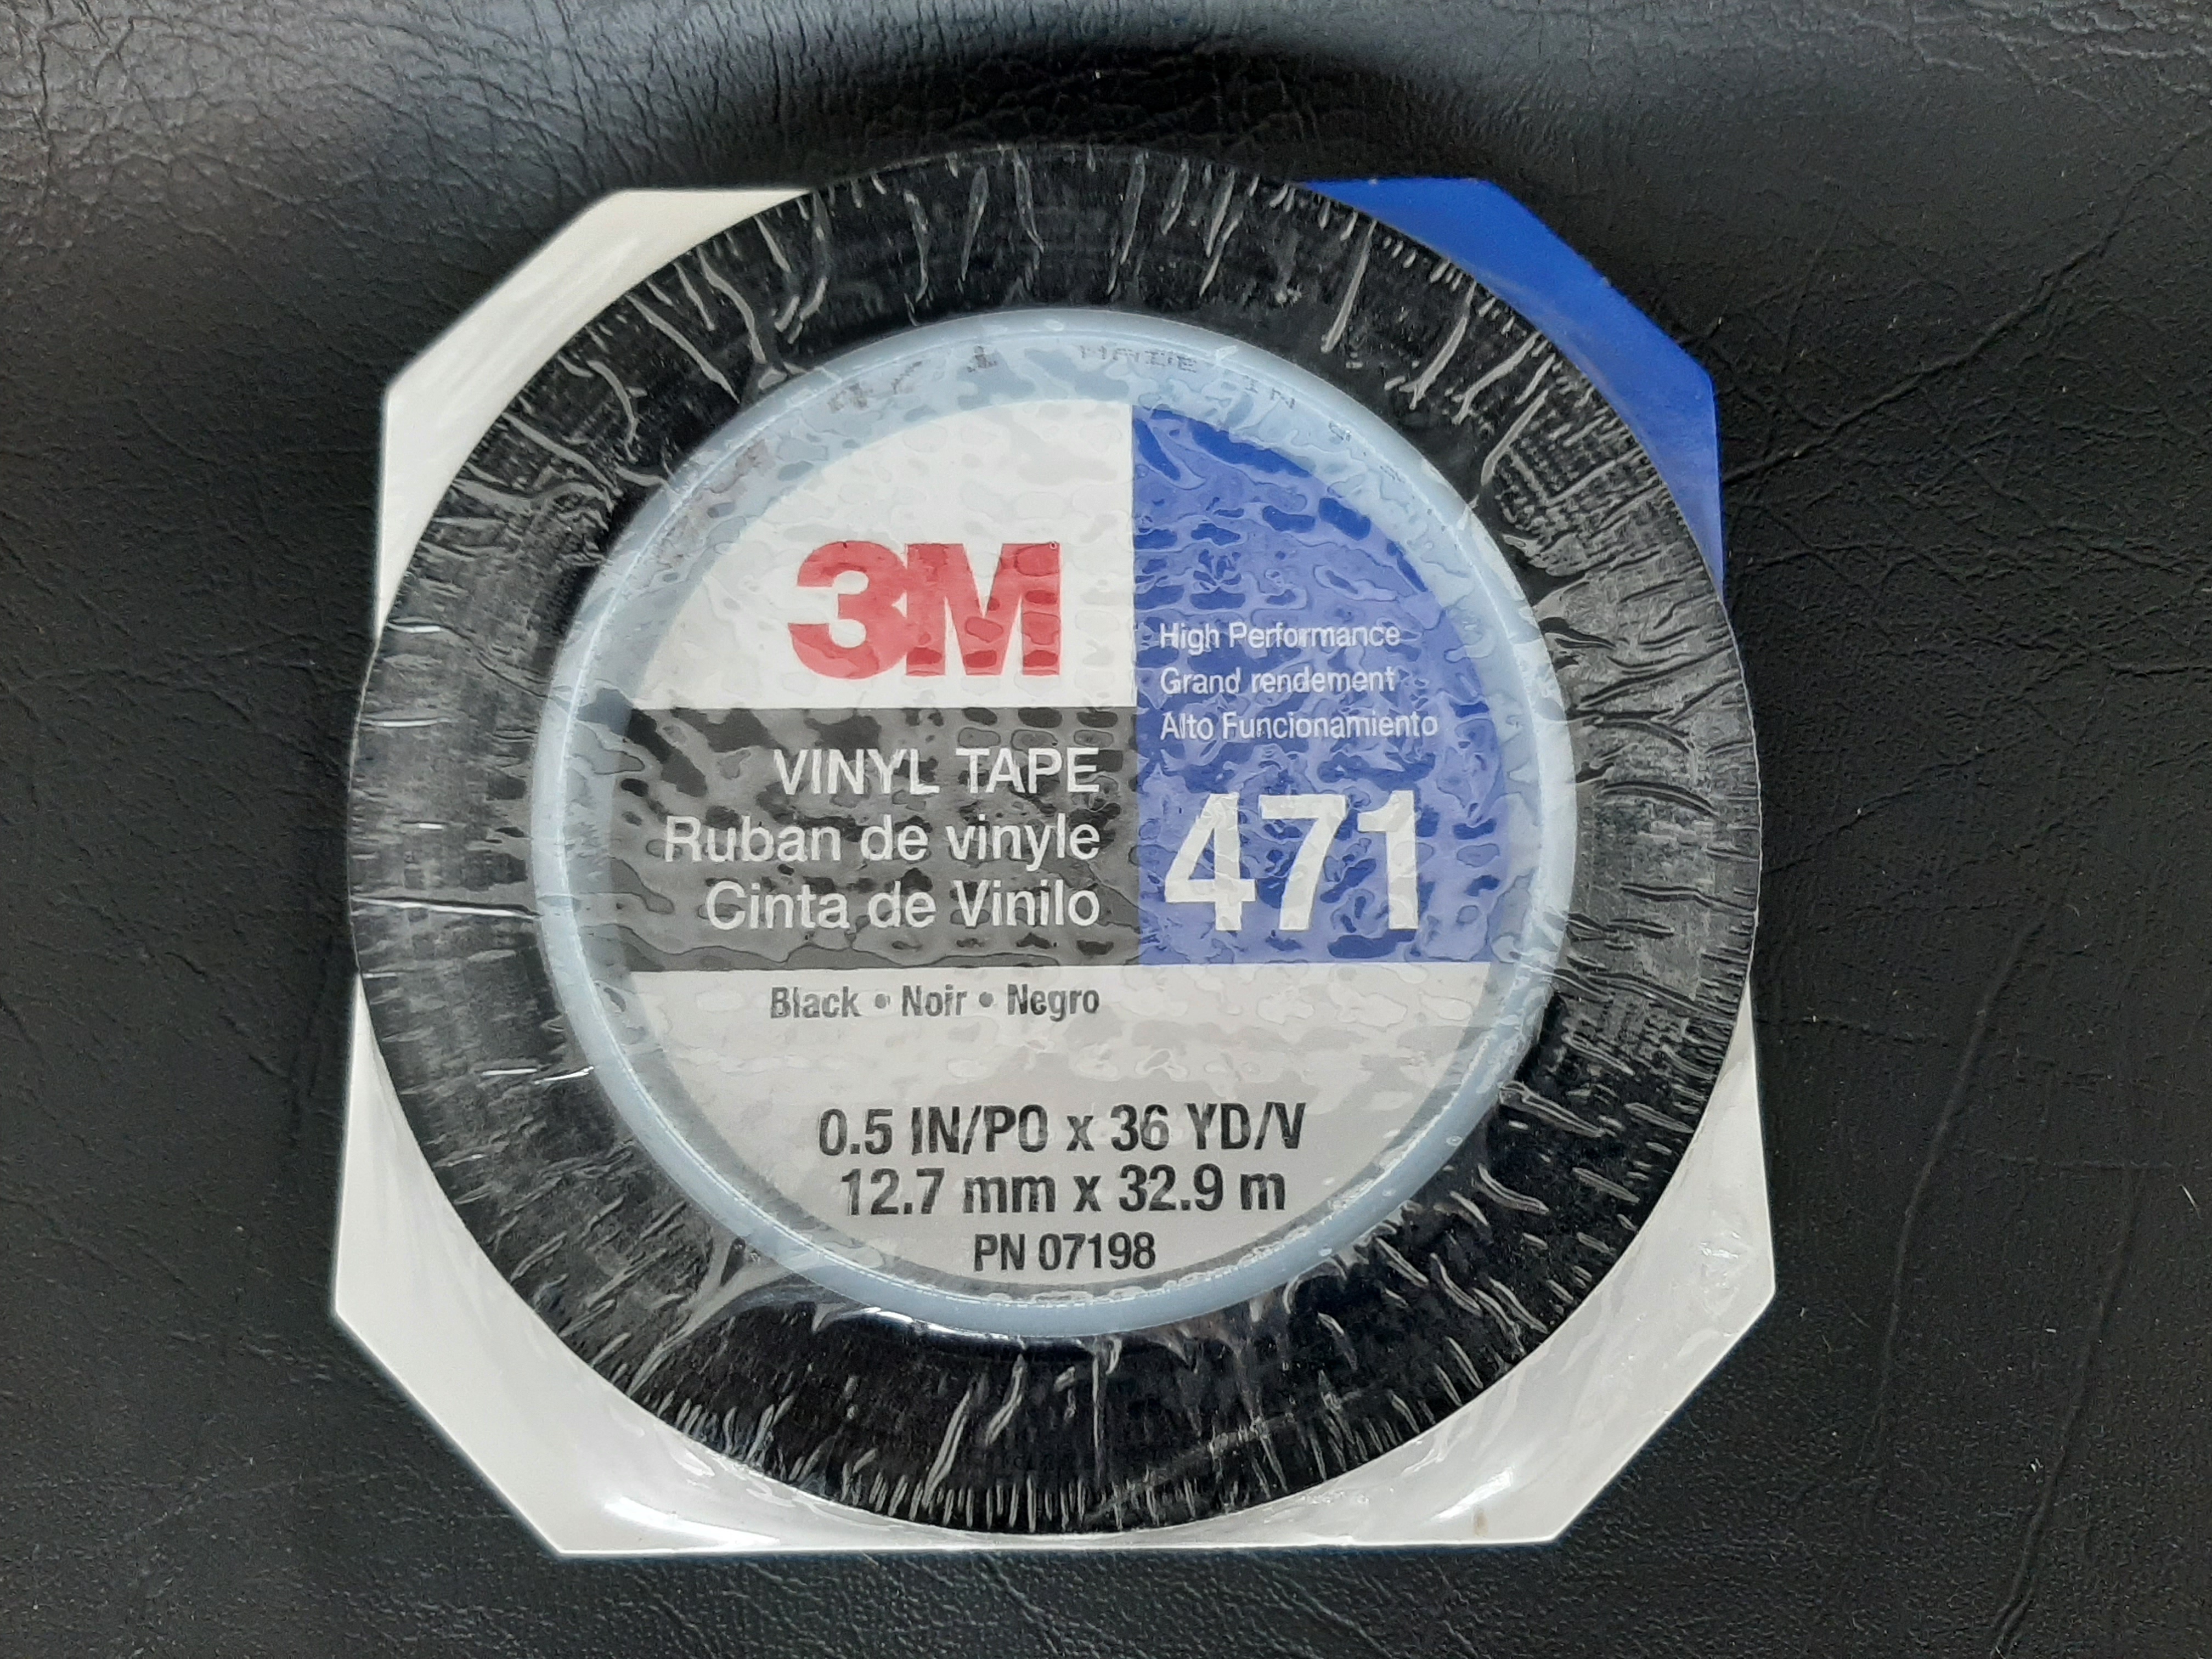 3M
High Performance
Grand rendement
Alto Funcionamiento
VINYL TAPE
Ruban de vinyle
Cinta de Vinilo
471
Black • Noir • Negro
0.5 IN/PO x 36 YD/V
12.7 mm x 32.9 m
PN 07198